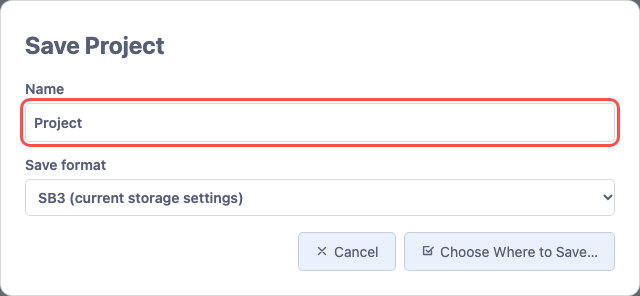 Save Project
Name
Project
Save format
SB3 (current storage settings)
Cancel
Choose Where to Save...